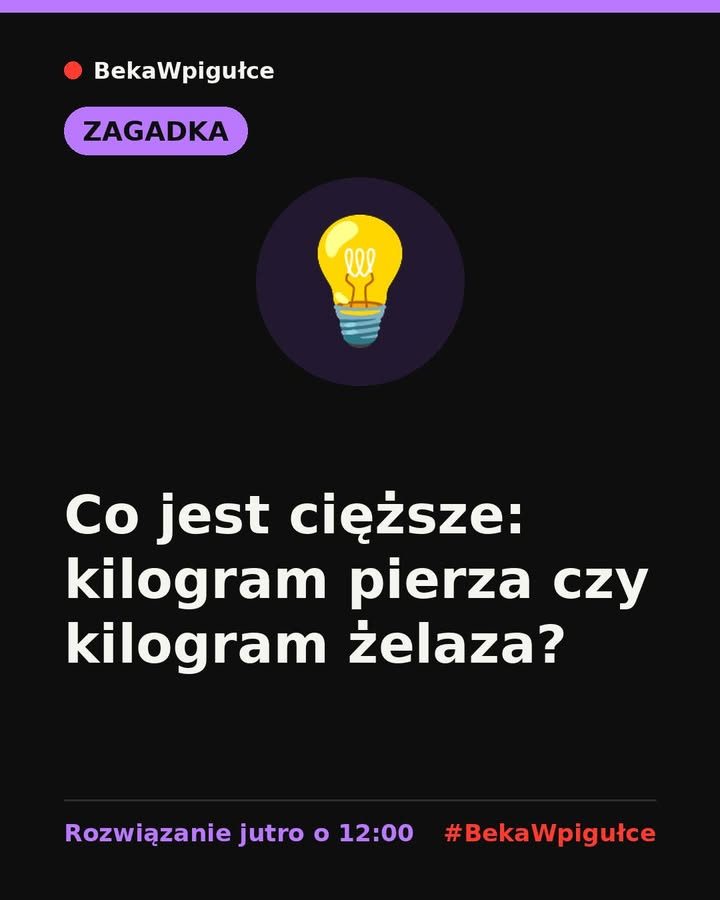 BekaWpigułce
ZAGADKA
Co jest cięższe:
kilogram pierza czy
kilogram żelaza?
Rozwiązanie jutro o 12:00 #BekaWpigułce